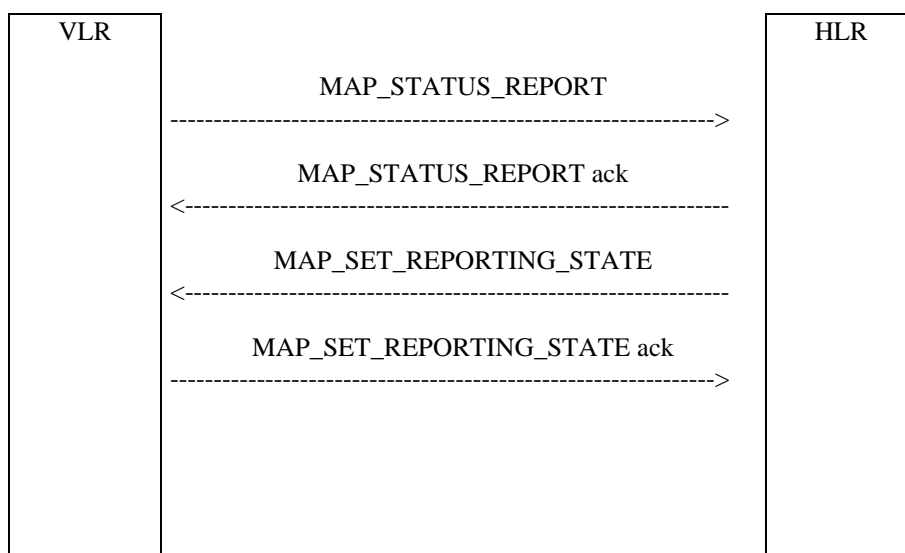 VLR
HLR
MAP_STATUS_REPORT
------------------------------------------------------------->
MAP_STATUS_REPORT ack
<-------------------------------------------------------------
MAP_SET_REPORTING_STATE
<-------------------------------------------------------------
MAP_SET_REPORTING_STATE ack
------------------------------------------------------------->